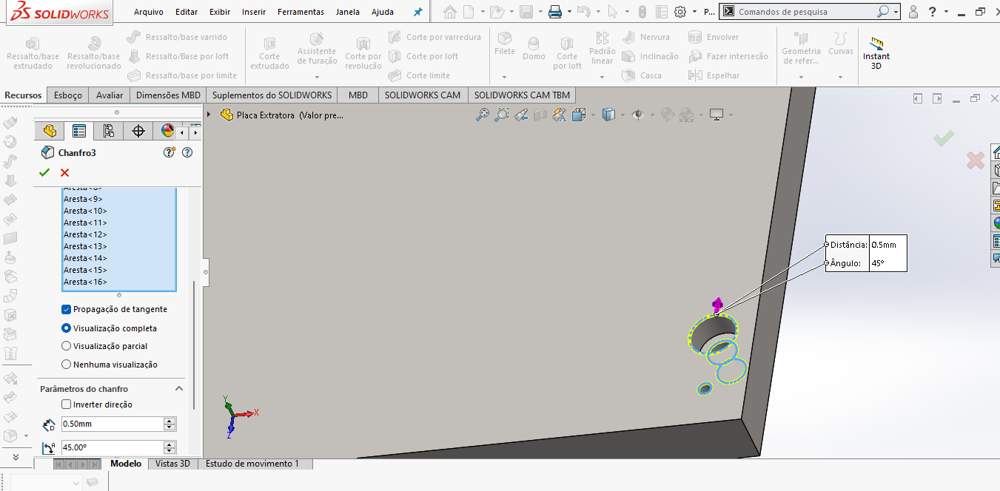 SOLIDWORKS
Arquivo Editar Exibir Inserir Ferramentas Janela Ajuda
P...
Comandos de pesquisa
Ressalto/base extrudado
Ressalto/base revolucionado
Ressalto/base varrido
Ressalto/Base por loft
Ressalto/base por limite
Corte extrudado
Assistente de furação
Corte por revolução
Corte por varredura
Corte por loft
Corte limite
Filete
Domo
Corte por loft
Padrão linear
Nervura
Inclinação
Casca
Envolver
Fazer interseção
Espelhar
Geometria de refer...
Curvas
Instant 3D
Recursos Esboço Avaliar Dimensões MBD Suplementos do SOLIDWORKS MBD SOLIDWORKS CAM SOLIDWORKS CAM TBM
Placa Extratora (Valor pre...
Chanfro3
Aresta<9>
Aresta<10>
Aresta<11>
Aresta<12>
Aresta<13>
Aresta<14>
Aresta<15>
Aresta<16>
Propagação de tangente
Visualização completa
Visualização parcial
Nenhuma visualização
Parâmetros do chanfro
Inverter direção
0.50mm
45.00°
Distância: 0.5mm
Ângulo: 45°
Y
X
Z
Modelo Vistas 3D Estudo de movimento 1